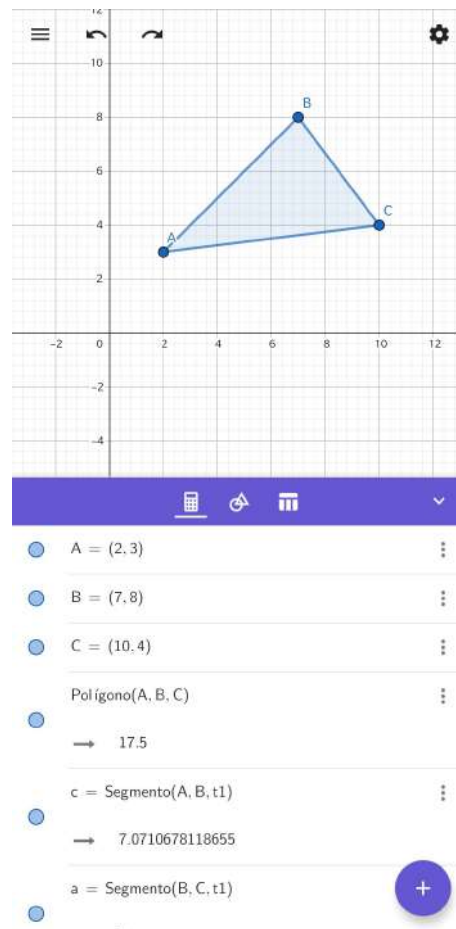 12
10
8
B
6
C
4
A
2
-2
0
2
4
6
8
10
12
-2
-4
A = (2, 3)
B = (7, 8)
C = (10, 4)
Polígono(A, B, C)
→ 17.5
c = Segmento(A, B, t1)
→ 7.0710678118655
a = Segmento(B, C, t1)
+